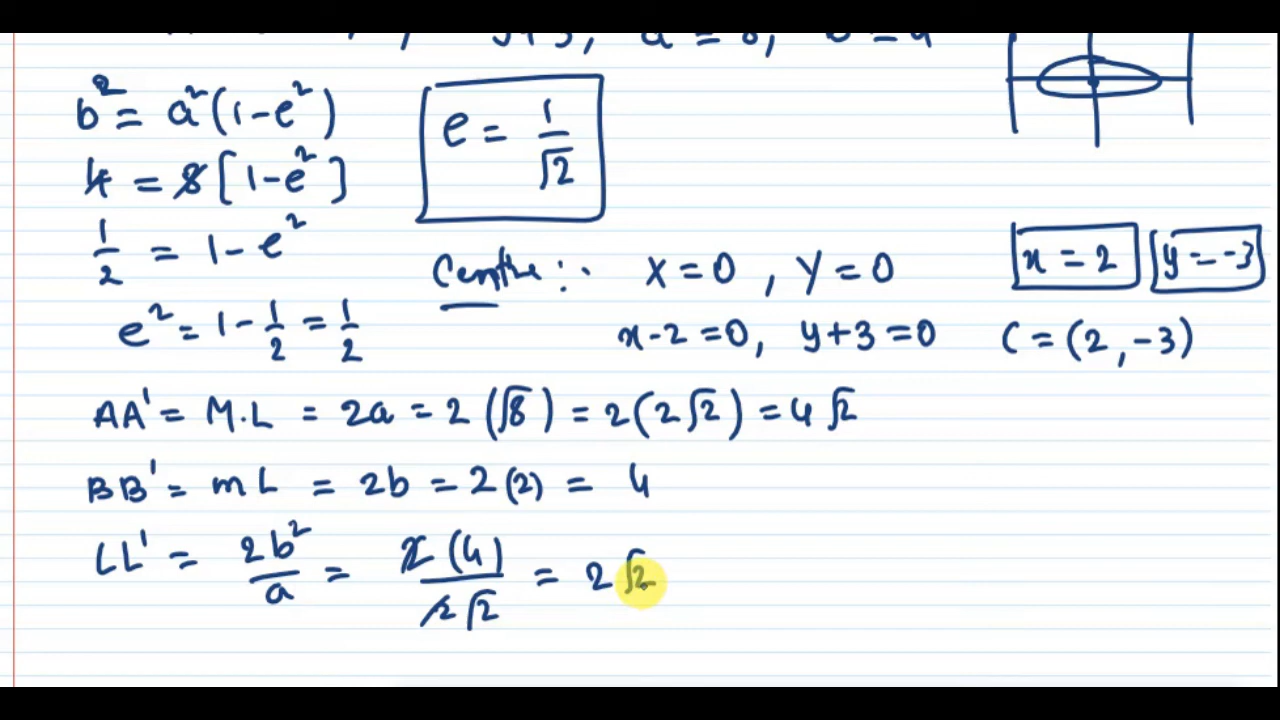 b² = a²(1-e²)
e = 1/√2
4 = 8[1-e²]
1/2 = 1-e²
Centre :- X=0, Y=0
x=2 y=-3
e² = 1-1/2 = 1/2
x-2=0, y+3=0 C=(2,-3)
AA' = M.L = 2a = 2(√8) = 2(2√2) = 4√2
BB' = mL = 2b = 2(2) = 4
LL' = 2b²/a = 2(4)/2√2 = 2√2